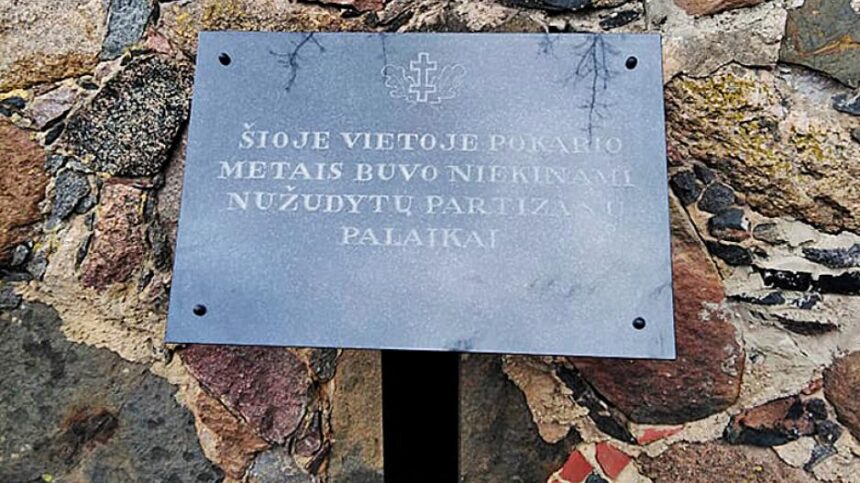 ŠIOJE VIETOJE POKARIO
METAIS BUVO NIEKINAMI
NUŽUDYTŲ PARTIZANŲ
PALAIKAI